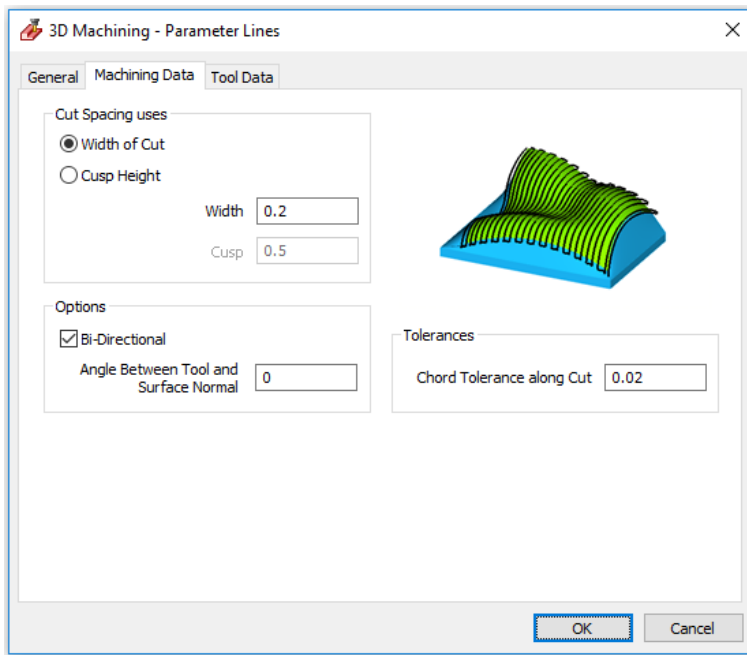 3D Machining - Parameter Lines
General Machining Data Tool Data
Cut Spacing uses
Width of Cut
Cusp Height
Width 0.2
Cusp 0.5
Options
Bi-Directional
Angle Between Tool and
Surface Normal 0
Tolerances
Chord Tolerance along Cut 0.02
OK Cancel